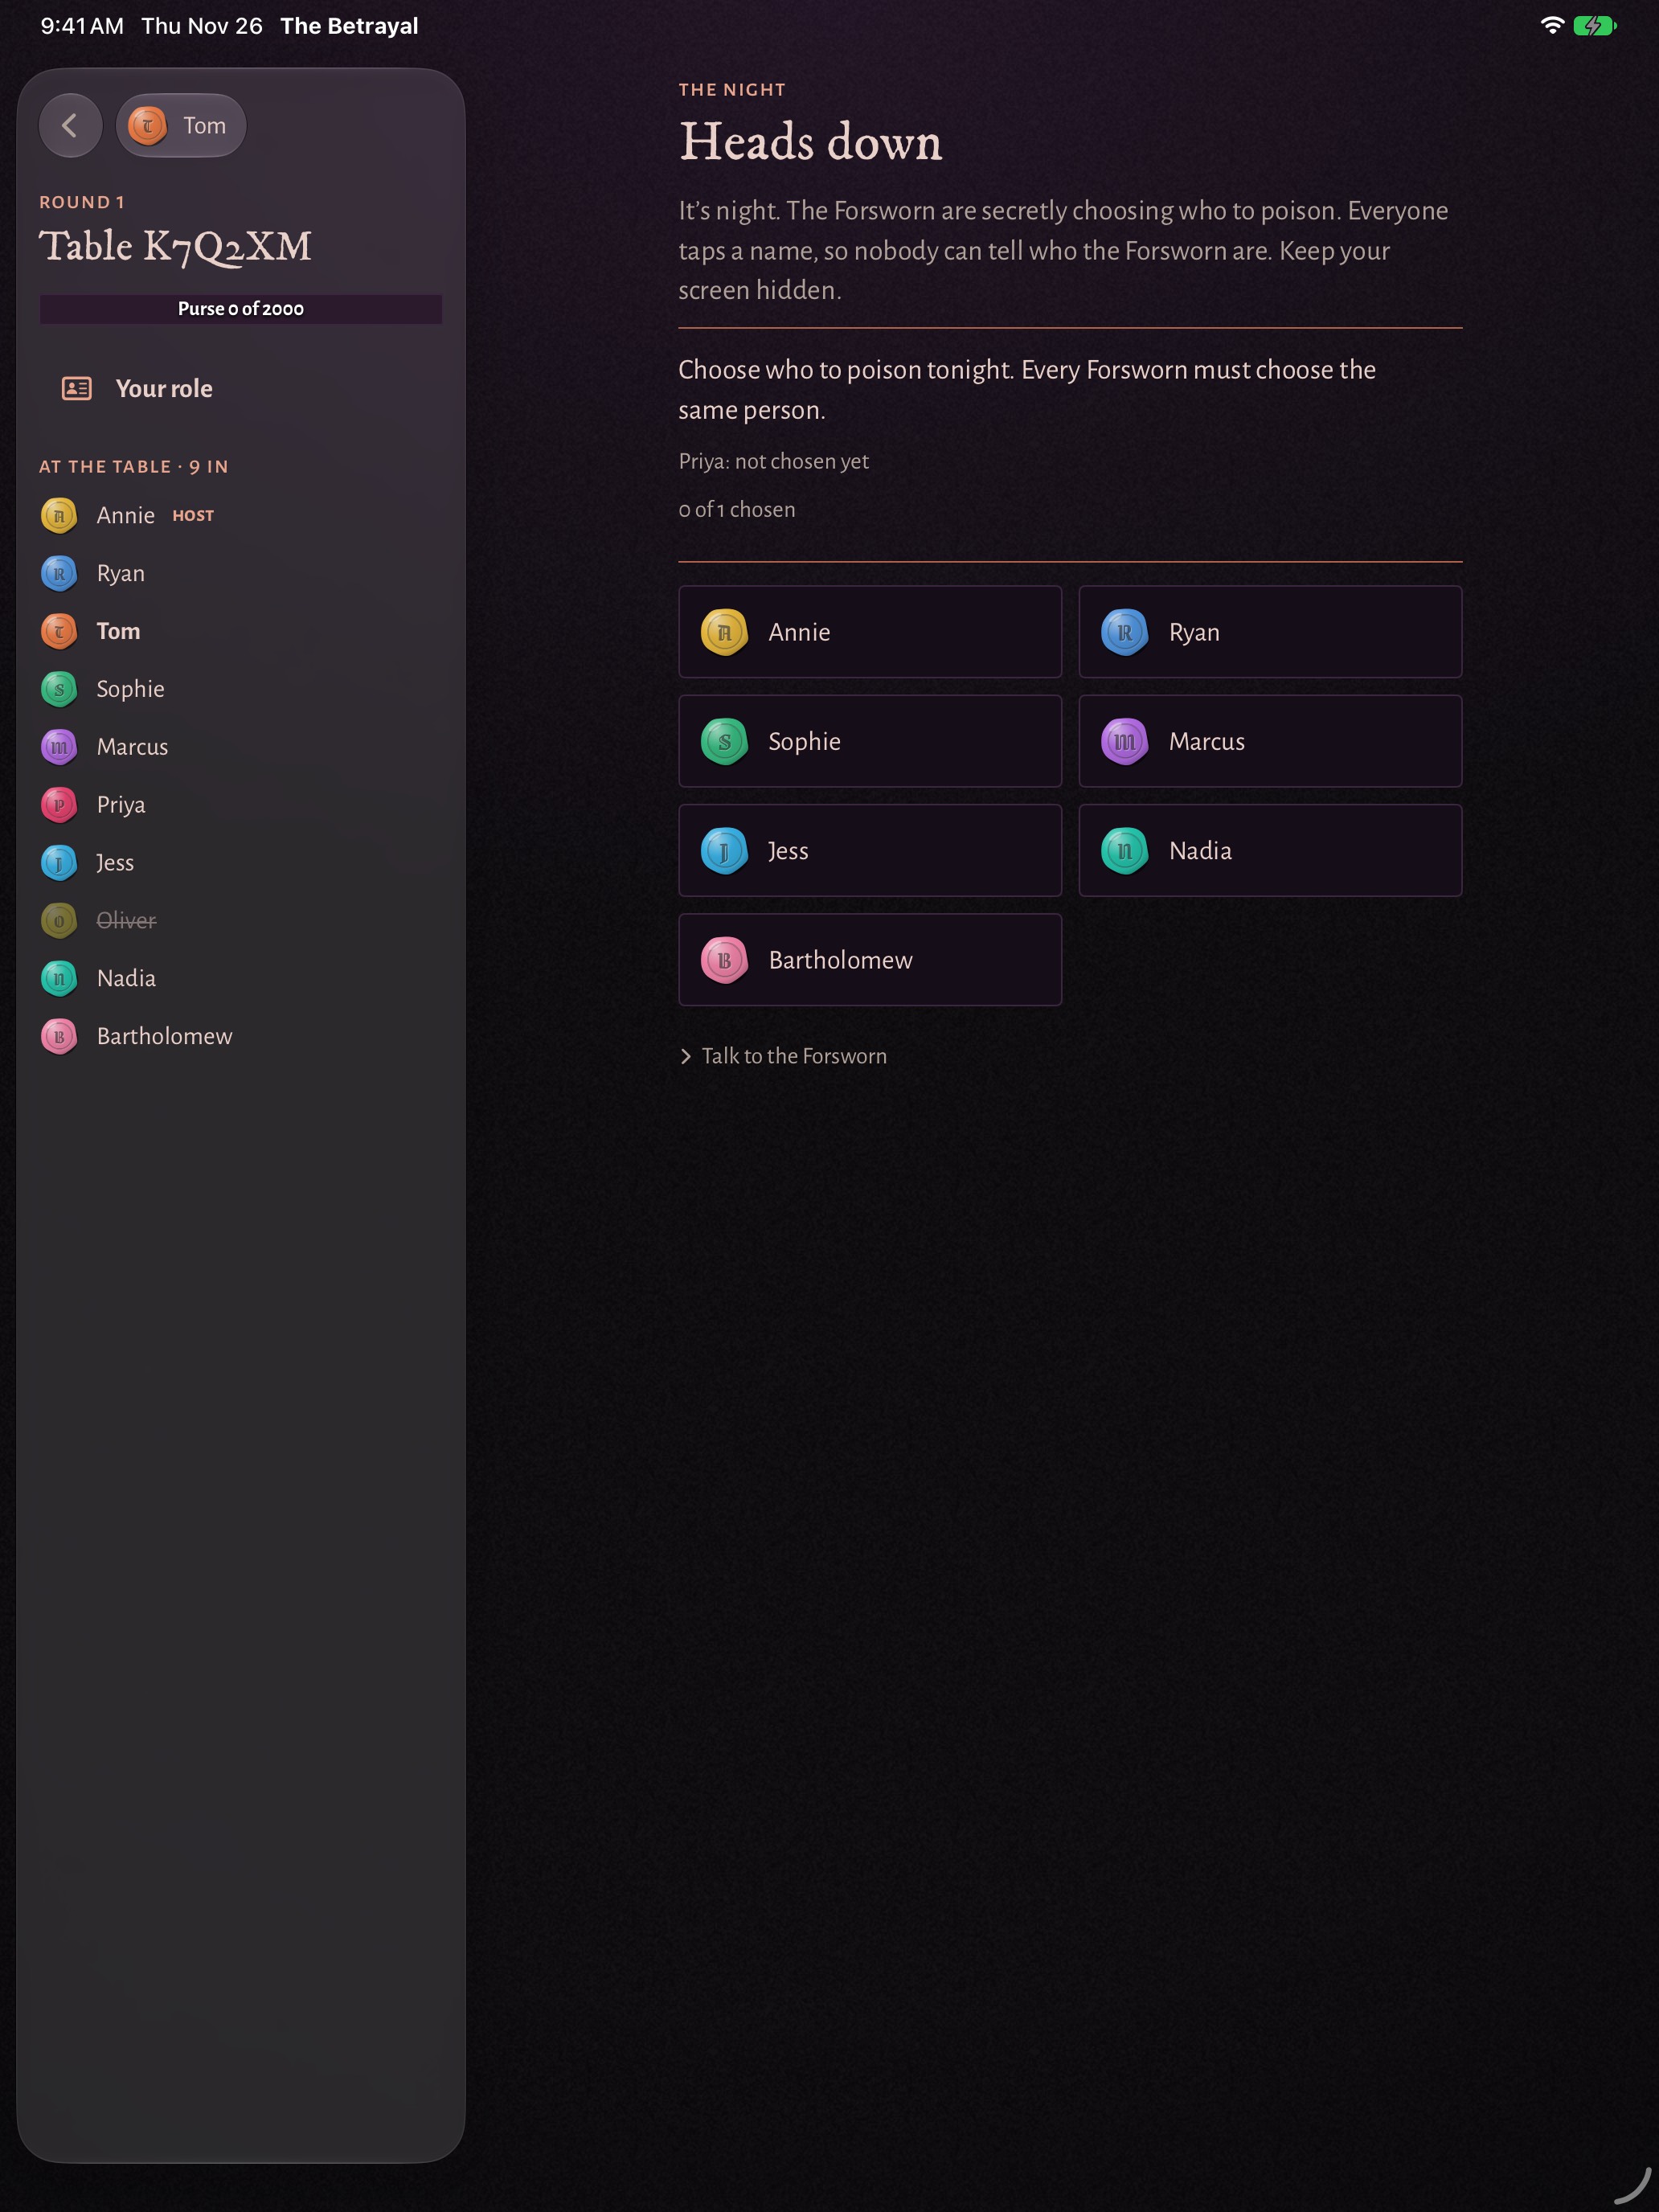 9:41 AM Thu Nov 26 The Betrayal
T Tom
ROUND 1
Table K7Q2XM
Purse 0 of 2000
Your role
AT THE TABLE · 9 IN
A Annie HOST
R Ryan
T Tom
S Sophie
M Marcus
P Priya
J Jess
O Oliver
N Nadia
B Bartholomew
THE NIGHT
Heads down
It’s night. The Forsworn are secretly choosing who to poison. Everyone
taps a name, so nobody can tell who the Forsworn are. Keep your
screen hidden.
Choose who to poison tonight. Every Forsworn must choose the
same person.
Priya: not chosen yet
0 of 1 chosen
A Annie
R Ryan
S Sophie
M Marcus
J Jess
N Nadia
B Bartholomew
Talk to the Forsworn